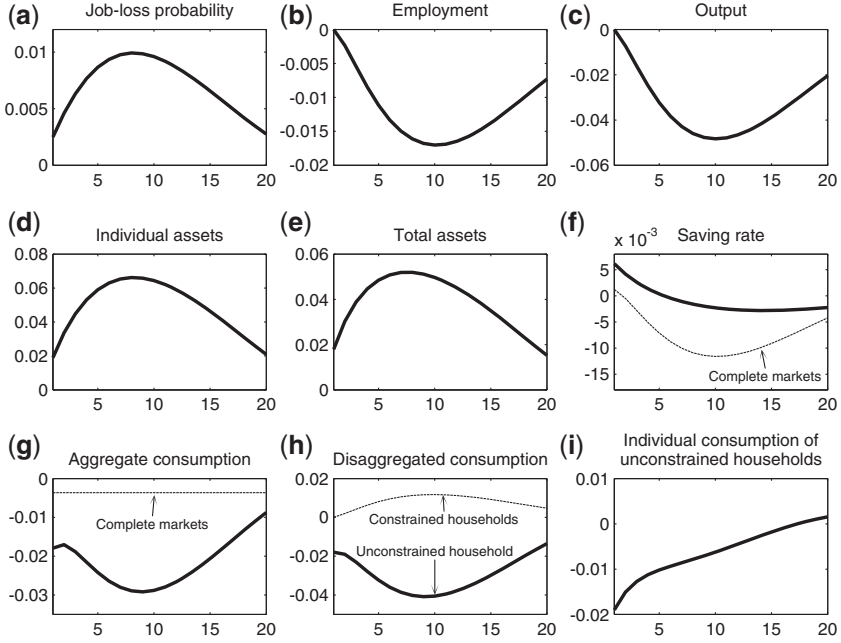 (a) Job-loss probability
0.01
0.005
0
5 10 15 20
(b) Employment
0
-0.005
-0.01
-0.015
-0.02
5 10 15 20
(c) Output
0
-0.02
-0.04
-0.06
5 10 15 20
(d) Individual assets
0.08
0.06
0.04
0.02
0
5 10 15 20
(e) Total assets
0.06
0.04
0.02
0
5 10 15 20
(f) Saving rate
x 10⁻³
5
0
-5
-10
-15
Complete markets
5 10 15 20
(g) Aggregate consumption
0
-0.01
-0.02
-0.03
Complete markets
5 10 15 20
(h) Disaggregated consumption
0.02
0
-0.02
-0.04
Constrained households
Unconstrained household
5 10 15 20
(i) Individual consumption of
unconstrained households
0.01
0
-0.01
-0.02
5 10 15 20